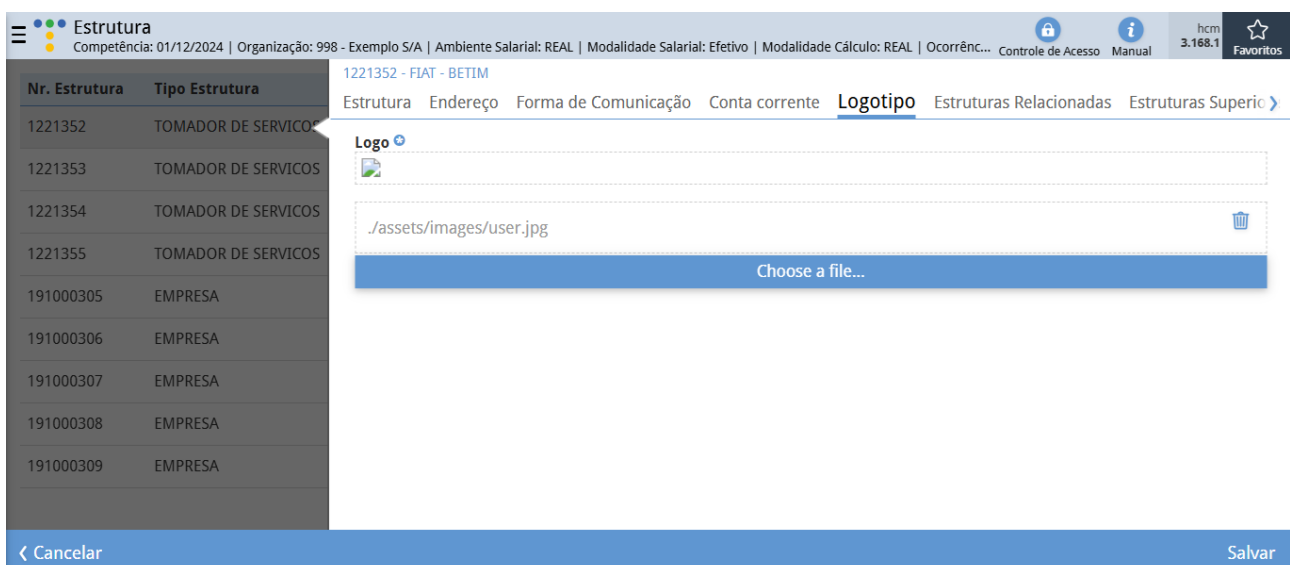 Estrutura
Competência: 01/12/2024 | Organização: 998 - Exemplo S/A | Ambiente Salarial: REAL | Modalidade Salarial: Efetivo | Modalidade Cálculo: REAL | Ocorrênc...
Controle de Acesso
Manual
hcm
3.168.1
Favoritos
Nr. Estrutura Tipo Estrutura
1221352 TOMADOR DE SERVICOS
1221353 TOMADOR DE SERVICOS
1221354 TOMADOR DE SERVICOS
1221355 TOMADOR DE SERVICOS
191000305 EMPRESA
191000306 EMPRESA
191000307 EMPRESA
191000308 EMPRESA
191000309 EMPRESA
1221352 - FIAT - BETIM
Estrutura Endereço Forma de Comunicação Conta corrente Logotipo Estruturas Relacionadas Estruturas Superio
Logo
./assets/images/user.jpg
Choose a file...
Cancelar
Salvar